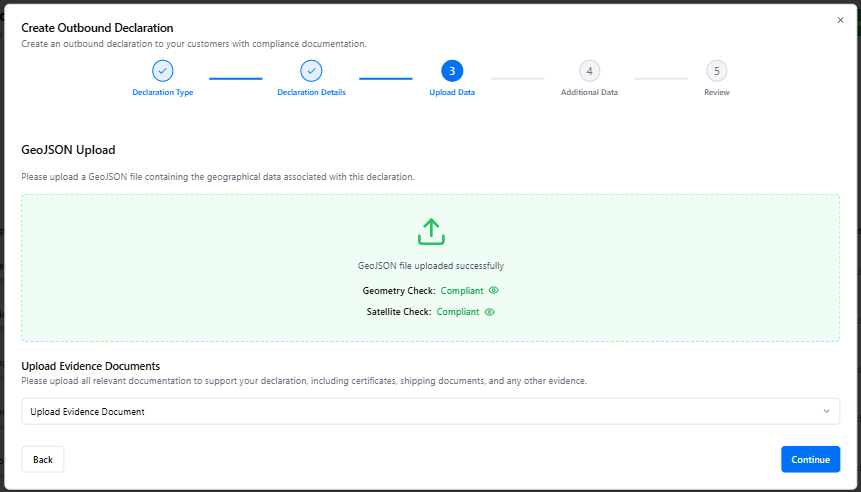 Create Outbound Declaration
Create an outbound declaration to your customers with compliance documentation.
3
4
5
Declaration Type
Declaration Details
Upload Data
Additional Data
Review
GeoJSON Upload
Please upload a GeoJSON file containing the geographical data associated with this declaration.
GeoJSON file uploaded successfully
Geometry Check: Compliant
Satellite Check: Compliant
Upload Evidence Documents
Please upload all relevant documentation to support your declaration, including certificates, shipping documents, and any other evidence.
Upload Evidence Document
Back
Continue